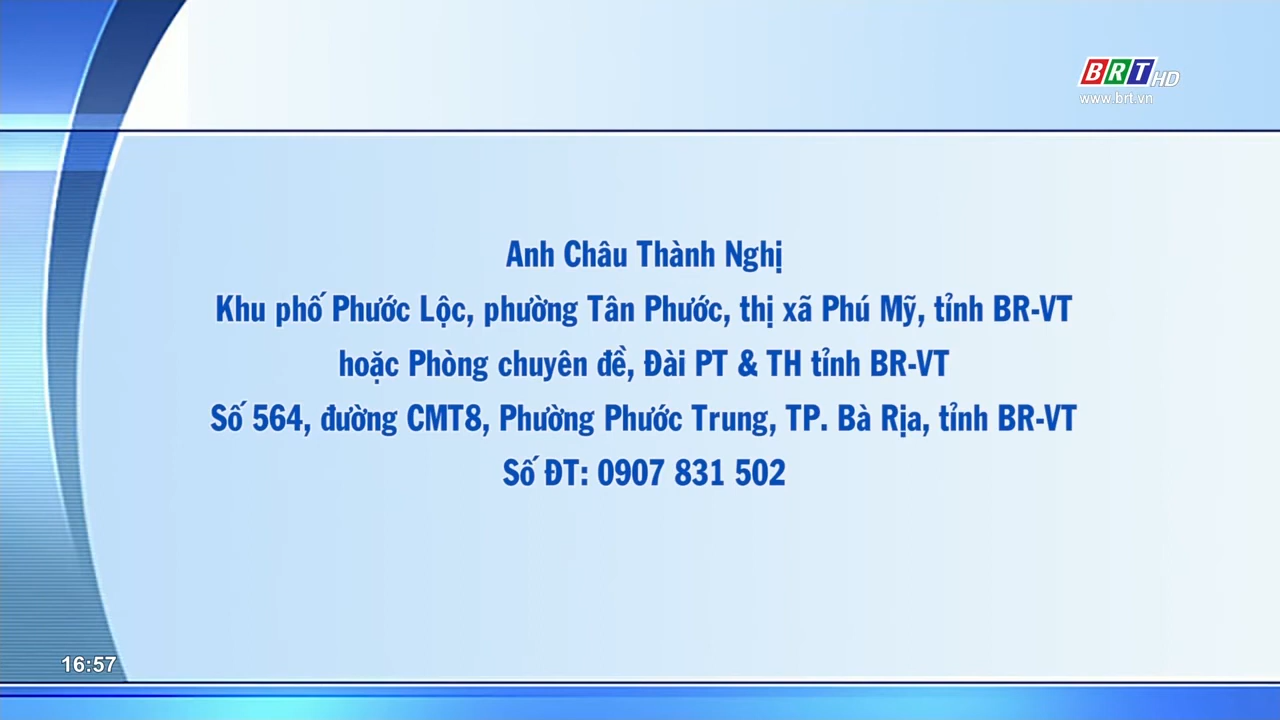 BRT HD
www.brt.vn
Anh Châu Thành Nghị
Khu phố Phước Lộc, phường Tân Phước, thị xã Phú Mỹ, tỉnh BR-VT
hoặc Phòng chuyên đề, Đài PT & TH tỉnh BR-VT
Số 564, đường CMT8, Phường Phước Trung, TP. Bà Rịa, tỉnh BR-VT
Số ĐT: 0907 831 502
16:57